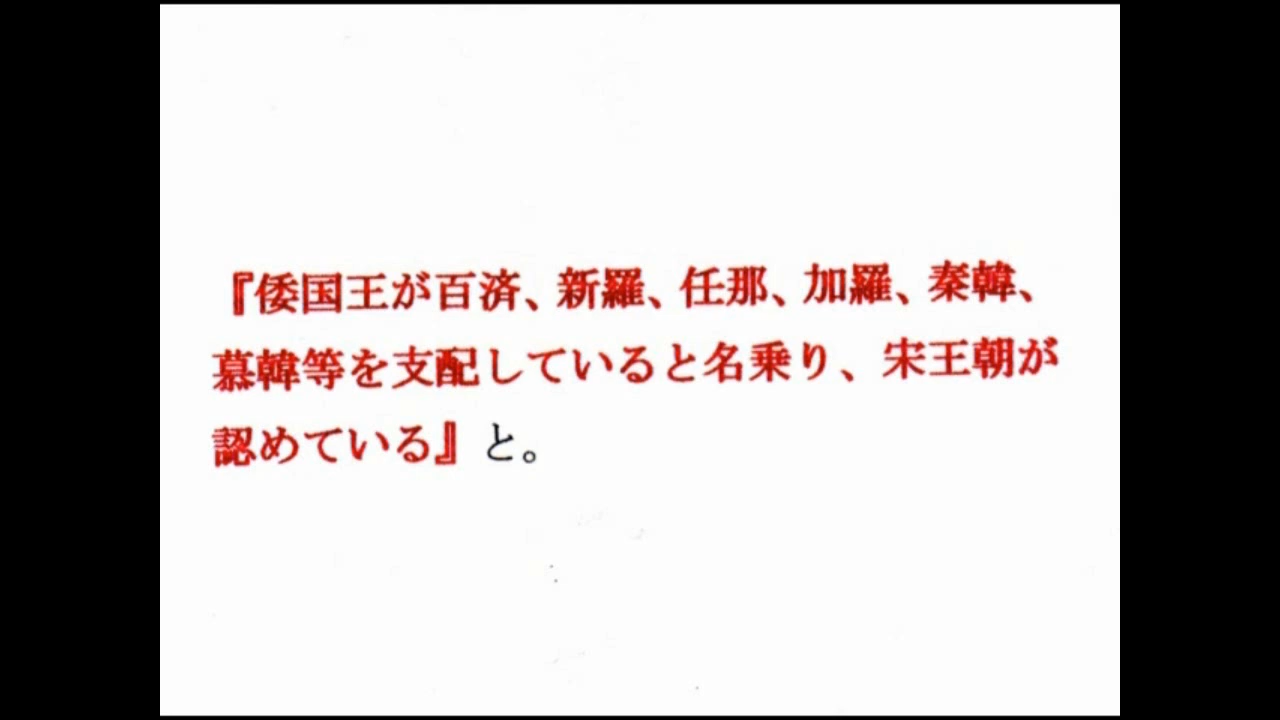 『倭国王が百済、新羅、任那、加羅、秦韓、
慕韓等を支配していると名乗り、宋王朝が
認めている』と。